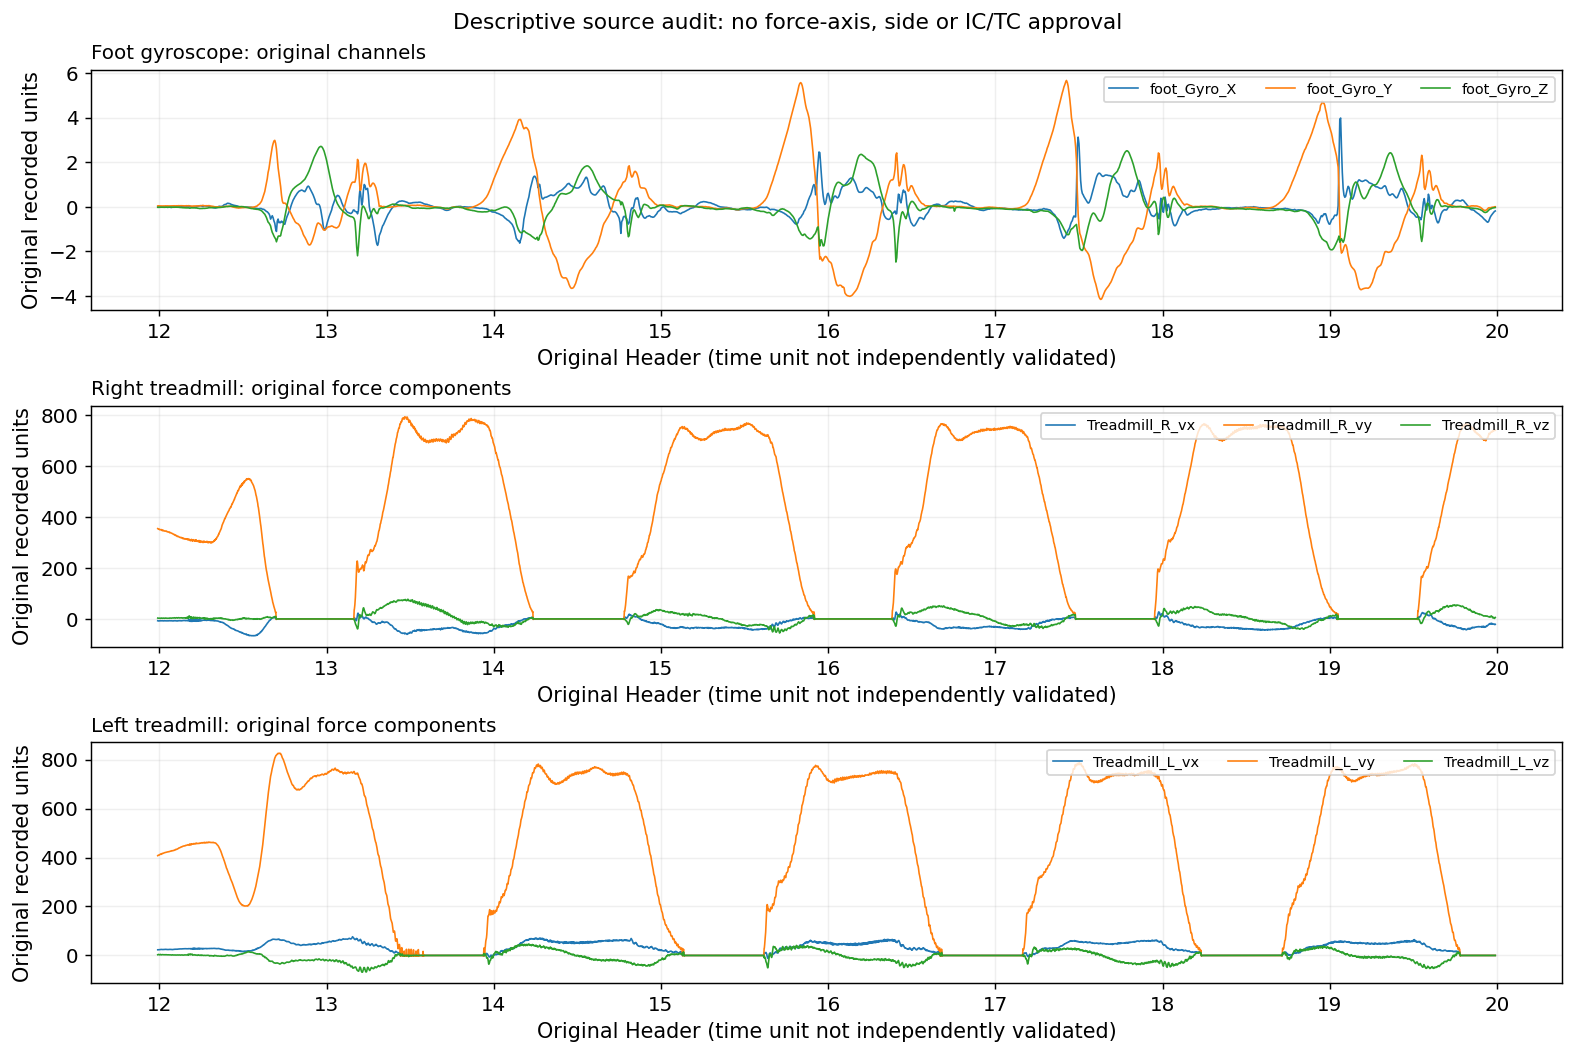 Descriptive source audit: no force-axis, side or IC/TC approval
Foot gyroscope: original channels
Original recorded units
6
4
2
0
−2
−4
foot_Gyro_X
foot_Gyro_Y
foot_Gyro_Z
12 13 14 15 16 17 18 19 20
Original Header (time unit not independently validated)
Right treadmill: original force components
Original recorded units
800
600
400
200
0
Treadmill_R_vx
Treadmill_R_vy
Treadmill_R_vz
12 13 14 15 16 17 18 19 20
Original Header (time unit not independently validated)
Left treadmill: original force components
Original recorded units
800
600
400
200
0
Treadmill_L_vx
Treadmill_L_vy
Treadmill_L_vz
12 13 14 15 16 17 18 19 20
Original Header (time unit not independently validated)